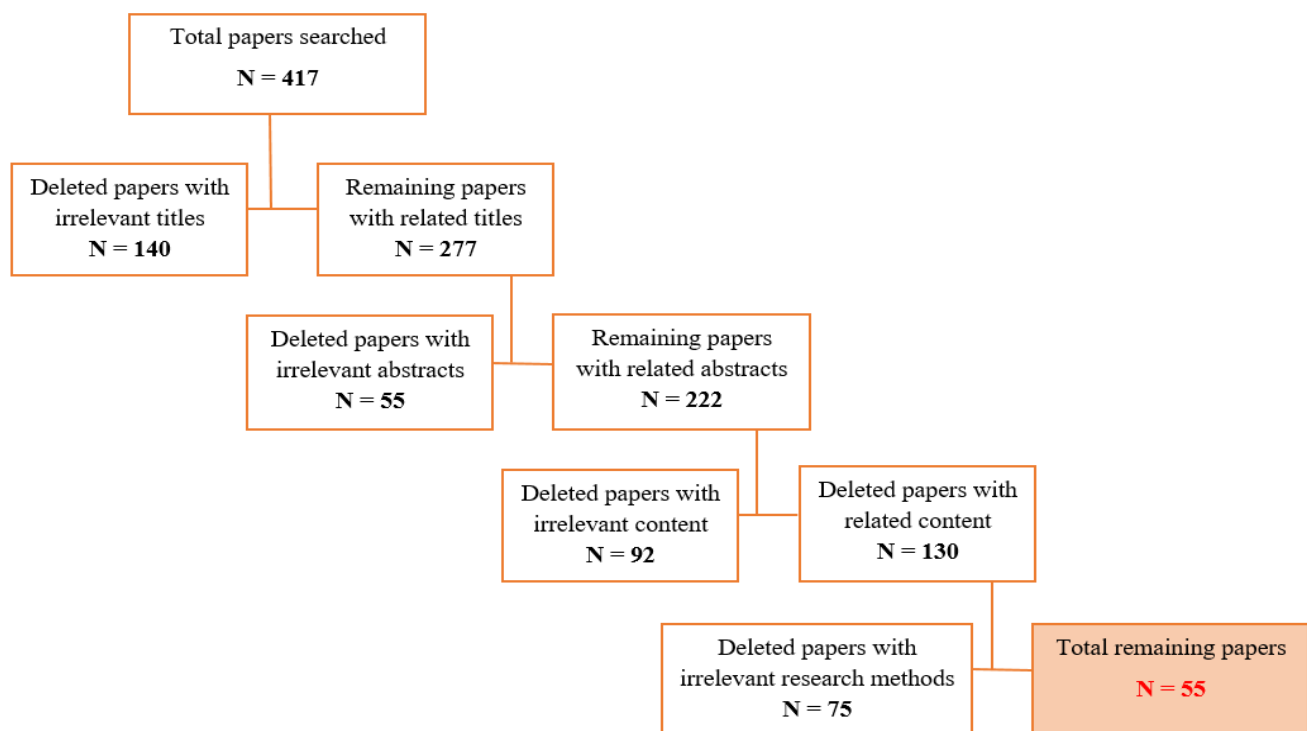 Total papers searched
N = 417
Deleted papers with
irrelevant titles
N = 140
Remaining papers
with related titles
N = 277
Deleted papers with
irrelevant abstracts
N = 55
Remaining papers
with related abstracts
N = 222
Deleted papers with
irrelevant content
N = 92
Deleted papers with
related content
N = 130
Deleted papers with
irrelevant research methods
N = 75
Total remaining papers
N = 55